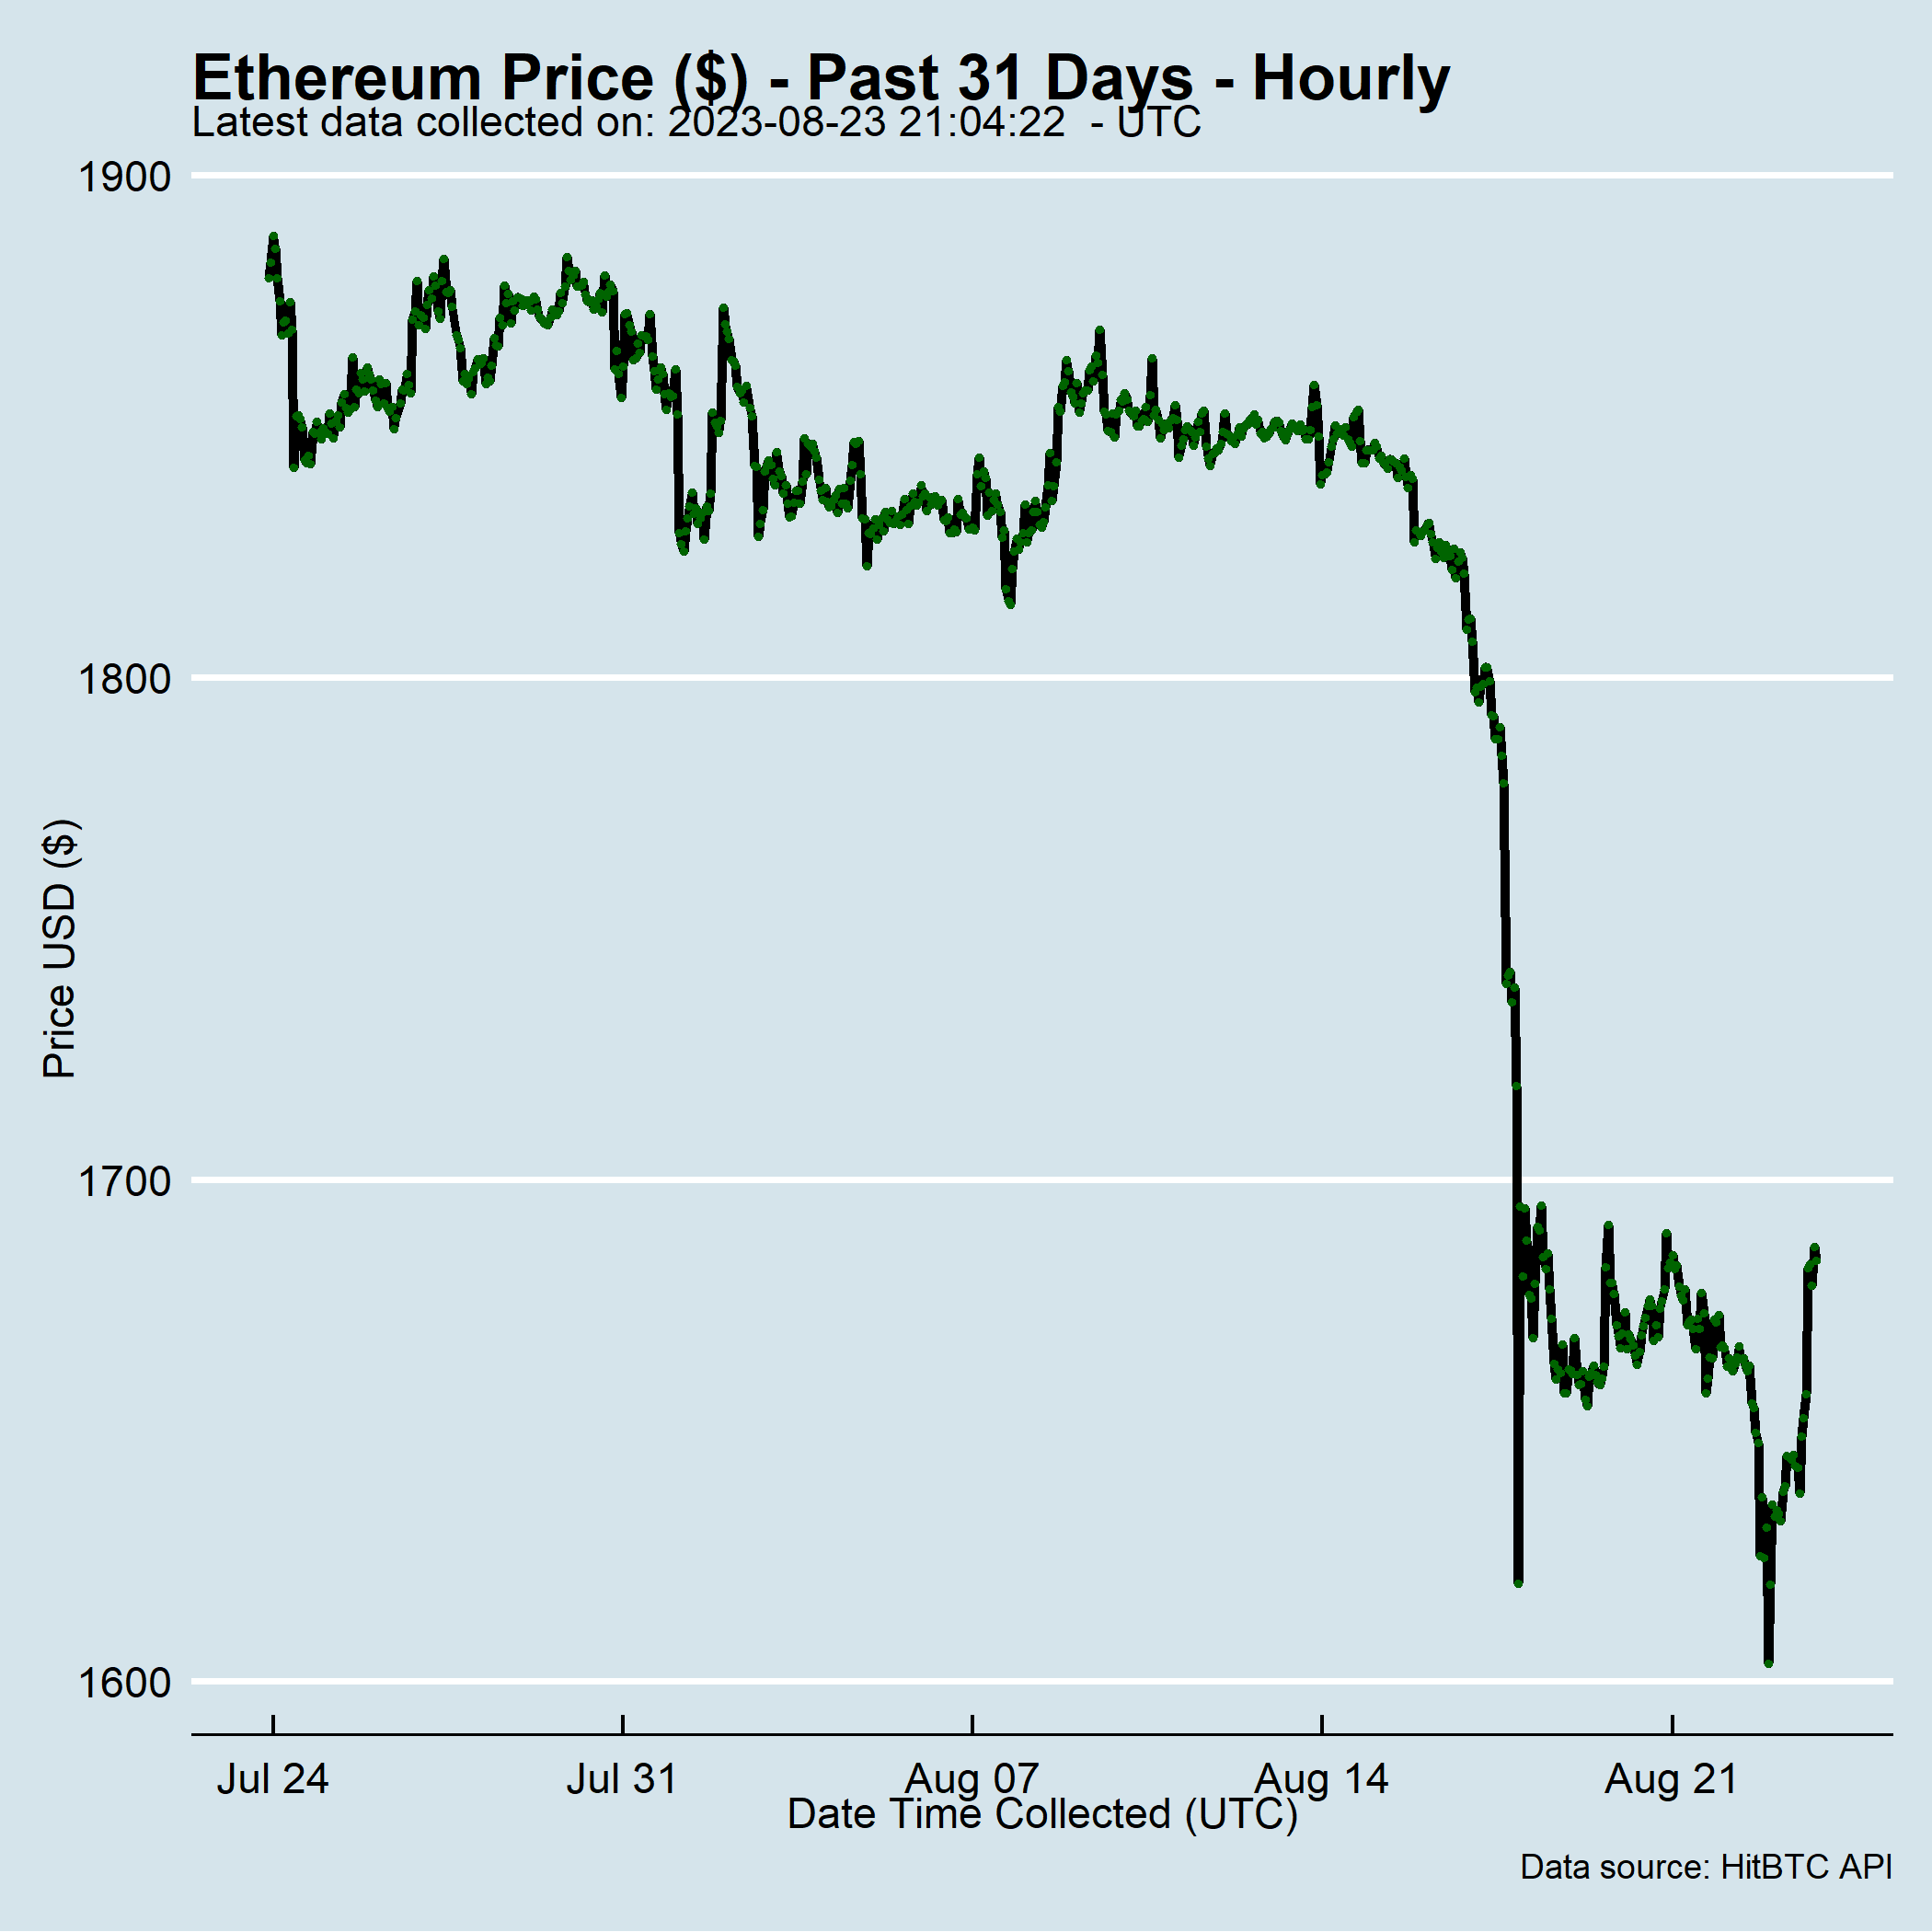 Ethereum Price ($) - Past 31 Days - Hourly
Latest data collected on: 2023-08-23 21:04:22  - UTC
1900
1800
1700
1600
Price USD ($)
Jul 24
Jul 31
Aug 07
Aug 14
Aug 21
Date Time Collected (UTC)
Data source: HitBTC API